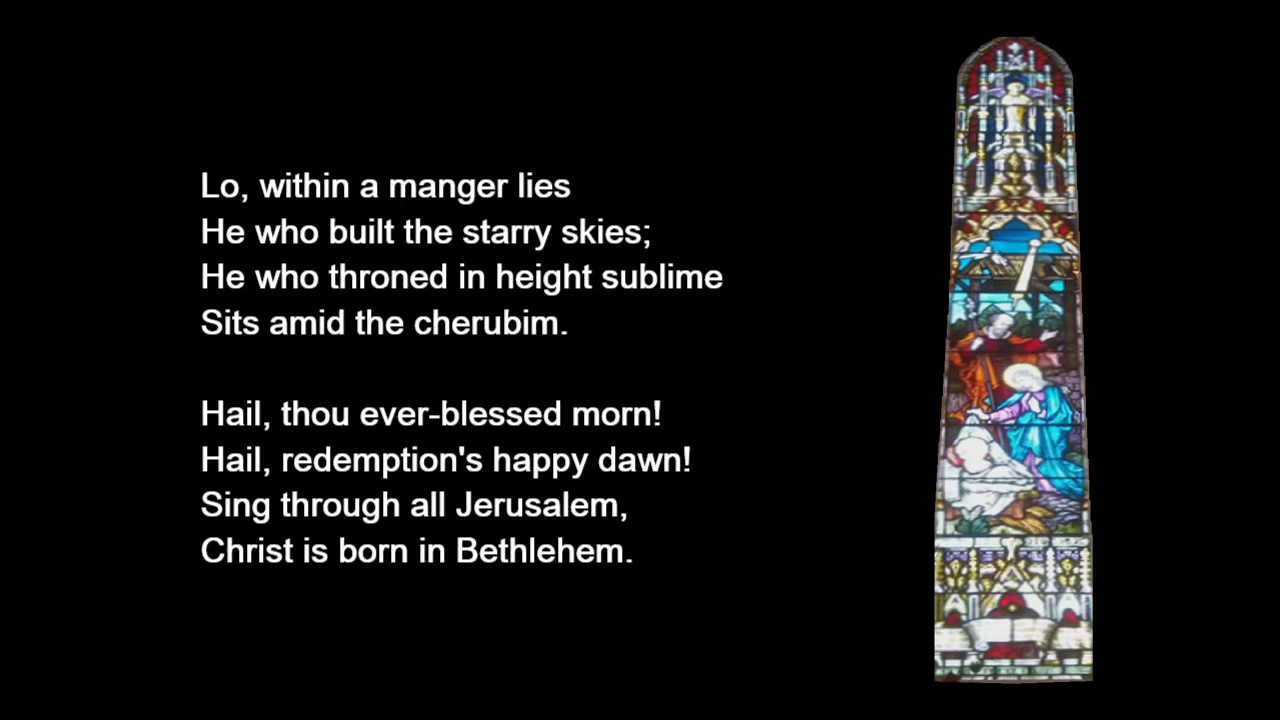 Lo, within a manger lies
He who built the starry skies;
He who throned in height sublime
Sits amid the cherubim.
Hail, thou ever-blessed morn!
Hail, redemption's happy dawn!
Sing through all Jerusalem,
Christ is born in Bethlehem.